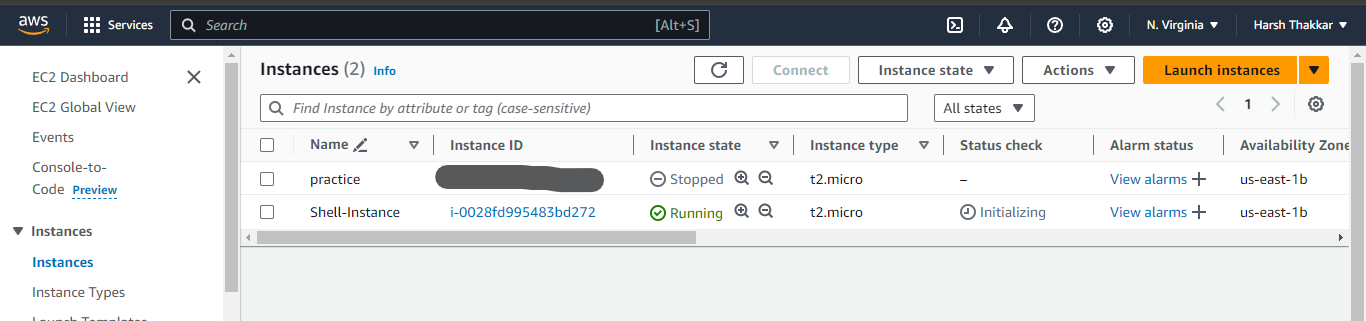 aws Services Search [Alt+S] N. Virginia Harsh Thakkar
EC2 Dashboard
EC2 Global View
Events
Console-to-
Code Preview
Instances
Instances
Instance Types
Launch Templates
Instances (2) Info Connect Instance state Actions Launch instances
Find Instance by attribute or tag (case-sensitive) All states 1
Name Instance ID Instance state Instance type Status check Alarm status Availability Zone
practice Stopped t2.micro – View alarms + us-east-1b
Shell-Instance i-0028fd995483bd272 Running t2.micro Initializing View alarms + us-east-1b